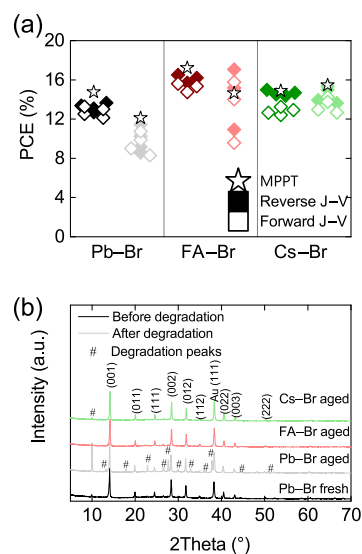 (a)
20
16
12
8
4
0
PCE (%)
MPPT
Reverse J–V
Forward J–V
Pb–Br
FA–Br
Cs–Br
(b)
Before degradation
After degradation
# Degradation peaks
Intensity (a.u.)
(001)
(011)
(111)
(002)
(012)
(112)
Au (111)
(022)
(003)
(222)
#
Cs–Br aged
FA–Br aged
# # # # # # # # # # # #
Pb–Br aged
Pb–Br fresh
10 20 30 40 50 60 70
2Theta (°)